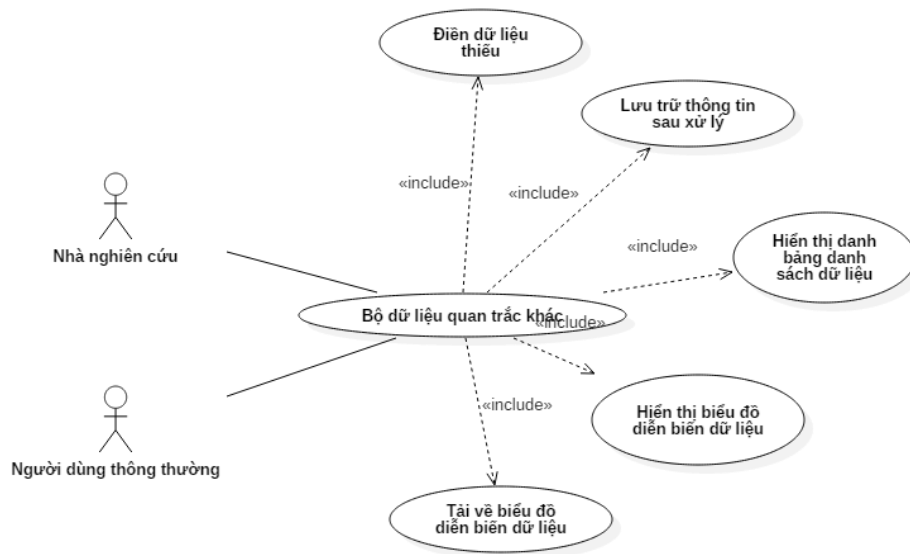 Điền dữ liệu
thiếu
Lưu trữ thông tin
sau xử lý
«include»
«include»
Nhà nghiên cứu
Hiển thị danh
bảng danh
sách dữ liệu
«include»
Bộ dữ liệu quan trắc khác
«include»
Hiển thị biểu đồ
diễn biến dữ liệu
«include»
Người dùng thông thường
Tải về biểu đồ
diễn biến dữ liệu